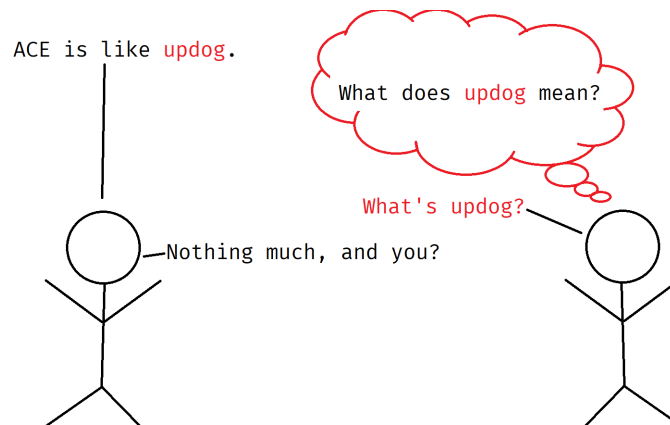 ACE is like updog.
What does updog mean?
What's updog?
Nothing much, and you?